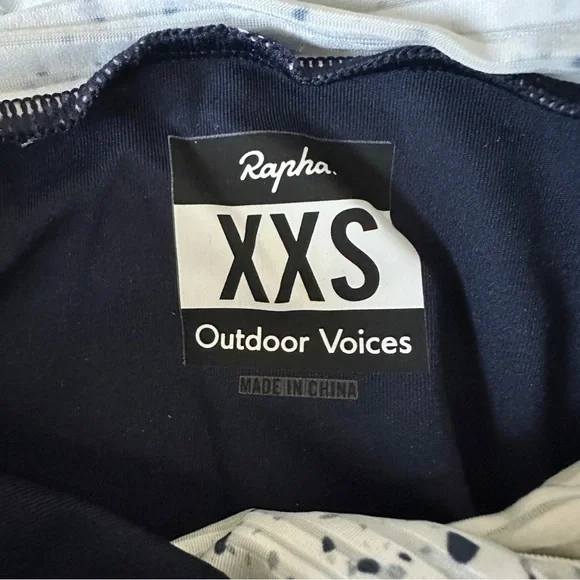 Rapha.
XXS
Outdoor Voices
MADE IN CHINA